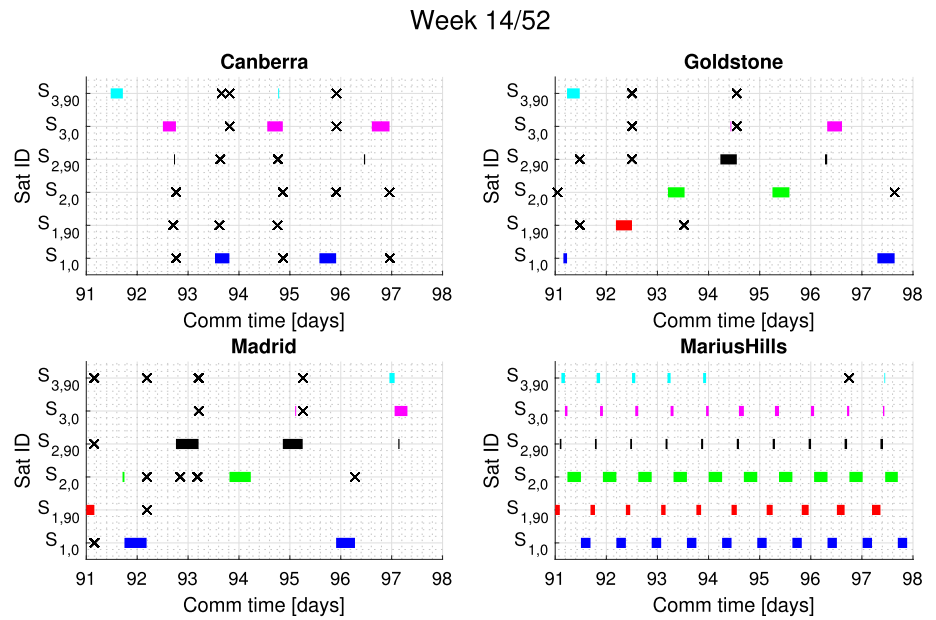 Week 14/52
Canberra
Sat ID
S3,90
S3,0
S2,90
S2,0
S1,90
S1,0
91 92 93 94 95 96 97 98
Comm time [days]
Goldstone
Sat ID
S3,90
S3,0
S2,90
S2,0
S1,90
S1,0
91 92 93 94 95 96 97 98
Comm time [days]
Madrid
Sat ID
S3,90
S3,0
S2,90
S2,0
S1,90
S1,0
91 92 93 94 95 96 97 98
Comm time [days]
MariusHills
Sat ID
S3,90
S3,0
S2,90
S2,0
S1,90
S1,0
91 92 93 94 95 96 97 98
Comm time [days]